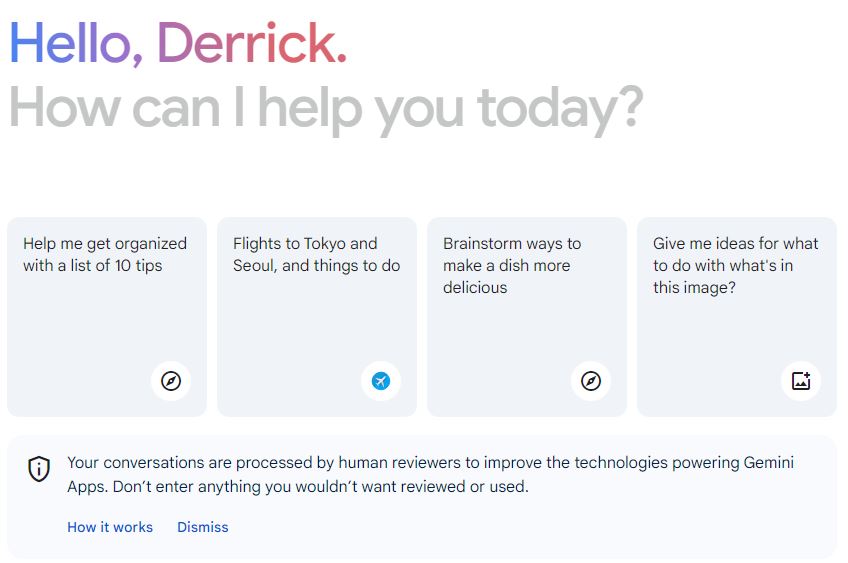 Hello, Derrick.
How can I help you today?
Help me get organized
with a list of 10 tips
Flights to Tokyo and
Seoul, and things to do
Brainstorm ways to
make a dish more
delicious
Give me ideas for what
to do with what's in
this image?
Your conversations are processed by human reviewers to improve the technologies powering Gemini
Apps. Don’t enter anything you wouldn’t want reviewed or used.
How it works Dismiss